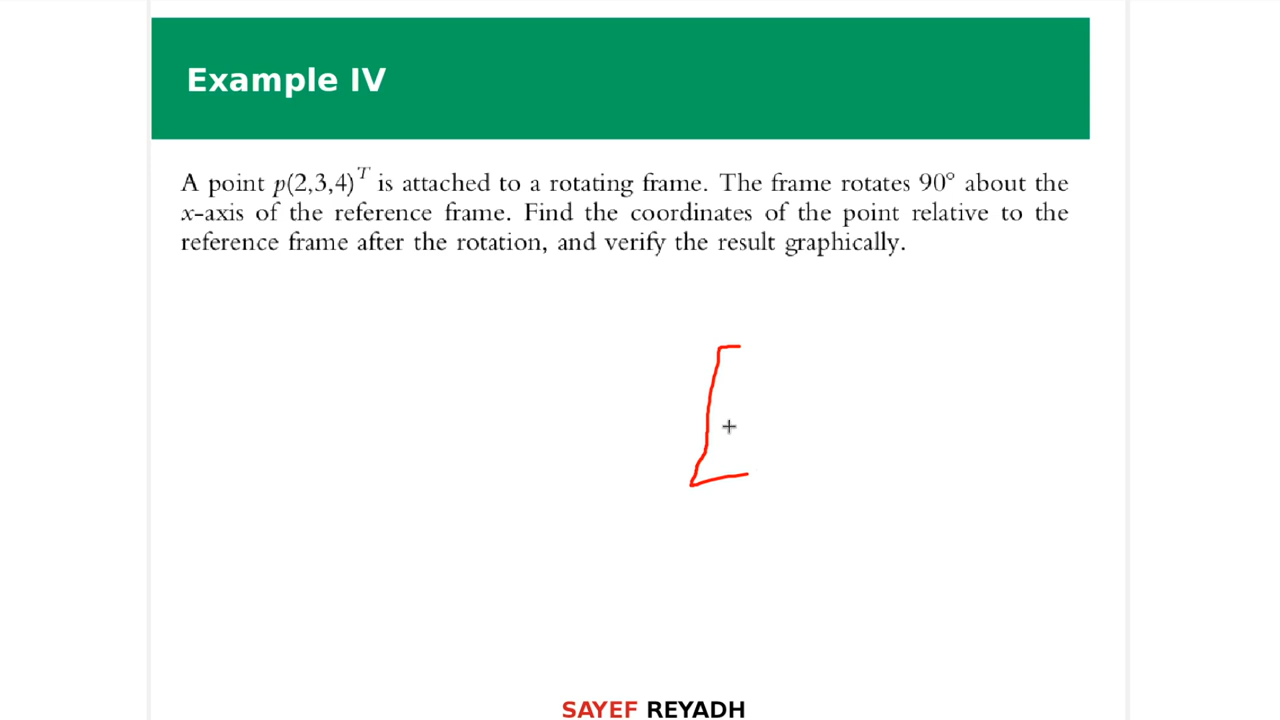 Example IV
A point p(2,3,4)ᵀ is attached to a rotating frame. The frame rotates 90° about the
x-axis of the reference frame. Find the coordinates of the point relative to the
reference frame after the rotation, and verify the result graphically.
[
SAYEF REYADH